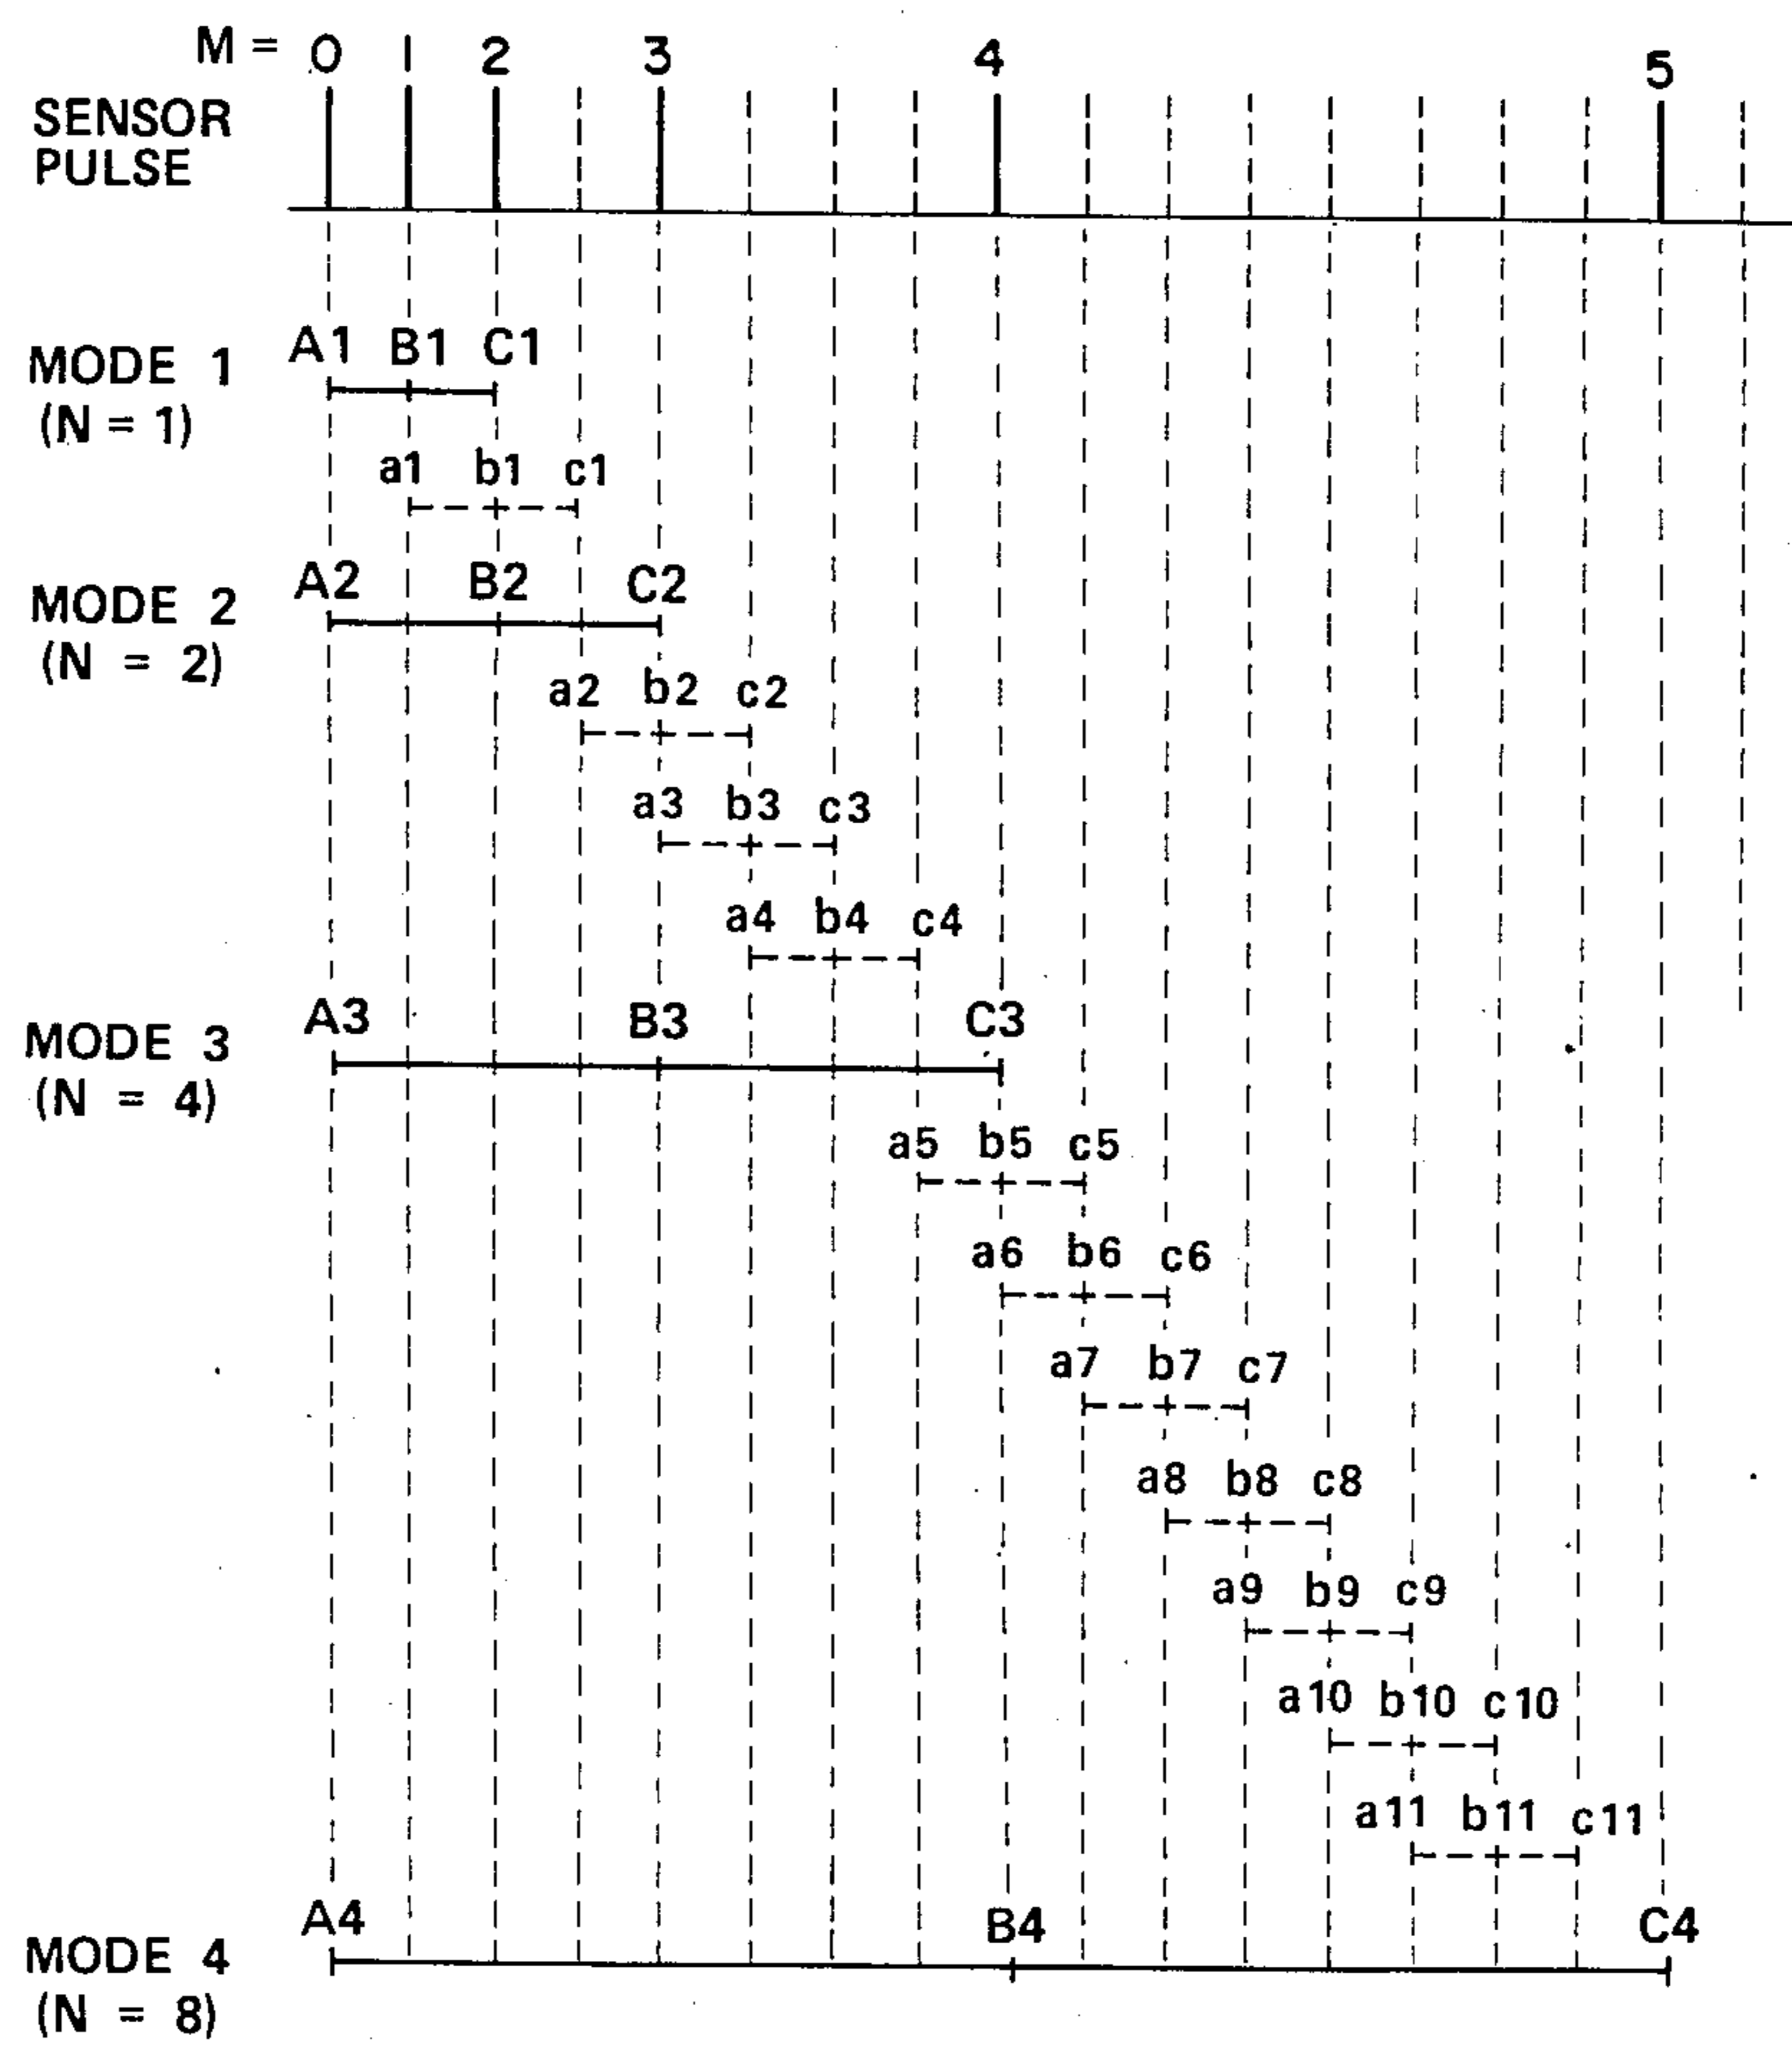 M = 0 1 2 3 4 5
SENSOR
PULSE
A1 B1 C1
MODE 1
(N = 1)
a1 b1 c1
A2 B2 C2
MODE 2
(N = 2)
a2 b2 c2
a3 b3 c3
a4 b4 c4
A3 B3 C3
MODE 3
(N = 4)
a5 b5 c5
a6 b6 c6
a7 b7 c7
a8 b8 c8
a9 b9 c9
a10 b10 c10
a11 b11 c11
A4 B4 C4
MODE 4
(N = 8)